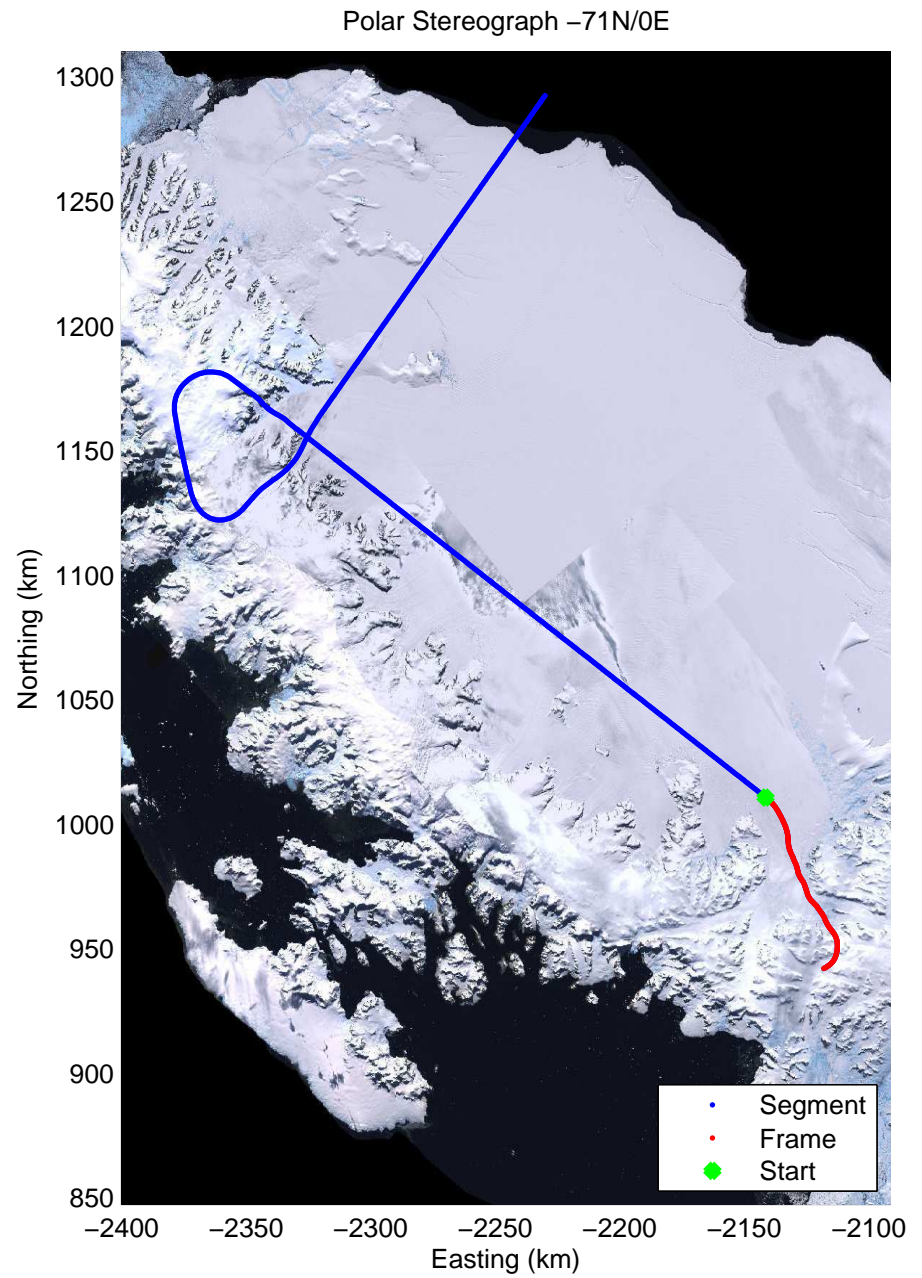 Polar Stereograph −71N/0E
1300
1250
1200
1150
1100
1050
1000
950
900
850
Northing (km)
−2400 −2350 −2300 −2250 −2200 −2150 −2100
Easting (km)
Segment
Frame
Start